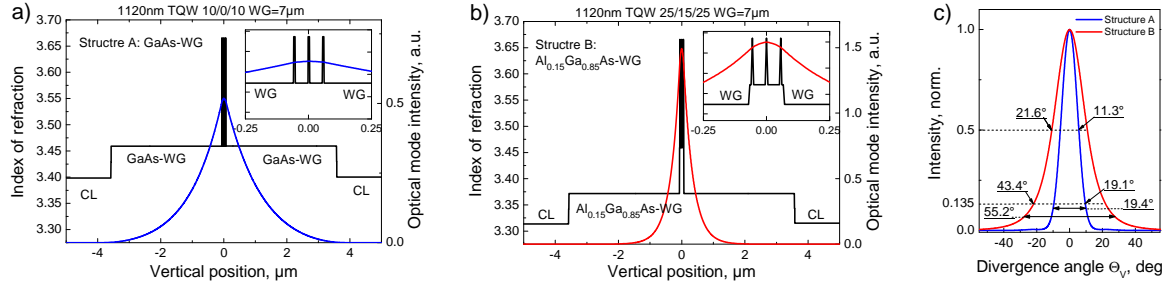 a)
1120nm TQW 10/0/10 WG=7µm
Structre A: GaAs-WG
Index of refraction
3.65
3.60
3.55
3.50
3.45
3.40
3.35
3.30
GaAs-WG
GaAs-WG
CL
CL
WG
WG
-0.25
0.00
0.25
0.5
0.0
Optical mode intensity, a.u.
-4
-2
0
2
4
Vertical position, µm
b)
1120nm TQW 25/15/25 WG=7µm
Structre B:
Al0.15Ga0.85As-WG
Index of refraction
3.65
3.60
3.55
3.50
3.45
3.40
3.35
3.30
CL
Al0.15Ga0.85As-WG
CL
WG
WG
-0.25
0.00
0.25
1.5
1.0
0.5
0.0
Optical mode intensity, a.u.
-4
-2
0
2
4
Vertical position, µm
c)
Structure A
Structure B
Intensity, norm.
1.0
0.5
0.135
0.0
21.6°
11.3°
43.4°
19.1°
55.2°
19.4°
-40
-20
0
20
40
Divergence angle ΘV, deg